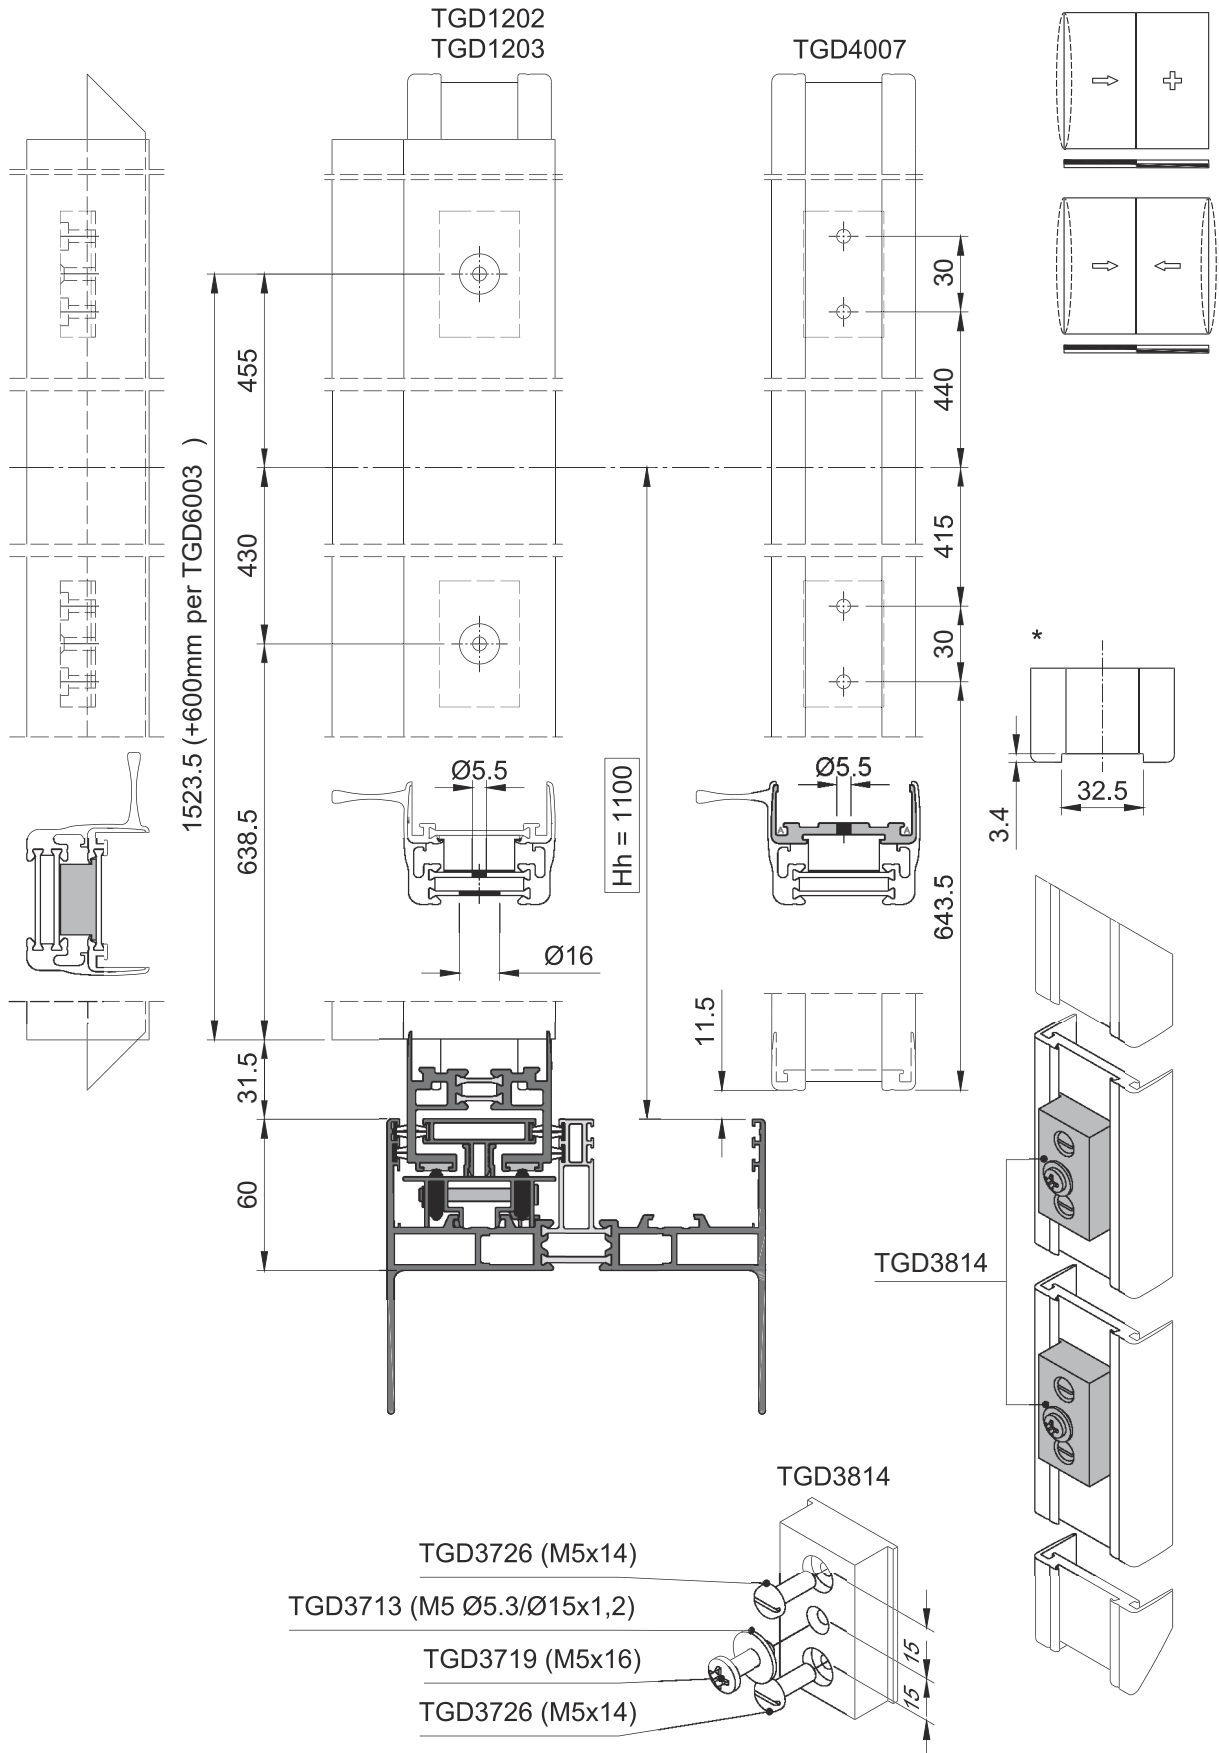 TGD1202
TGD1203
TGD4007
30
455
440
1523.5 (+600mm per TGD6003 )
430
415
30
*
Ø5.5
Ø5.5
32.5
3.4
638.5
Hh = 1100
A
A
643.5
Ø16
11.5
31.5
60
TGD3814
TGD3814
TGD3726 (M5x14)
TGD3713 (M5 Ø5.3/Ø15x1,2)
TGD3719 (M5x16)
TGD3726 (M5x14)
15
15